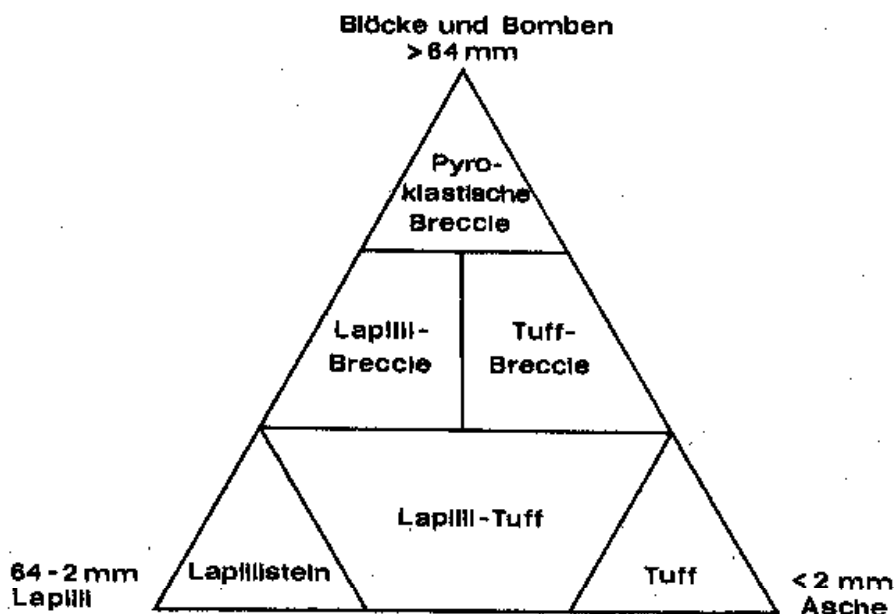 Blöcke und Bomben
> 64 mm
Pyro-
klastische
Breccie
Lapilli-
Breccie
Tuff-
Breccie
Lapilli-Tuff
64-2 mm
Lapilli
Lapillistein
Tuff
< 2 mm
Asche